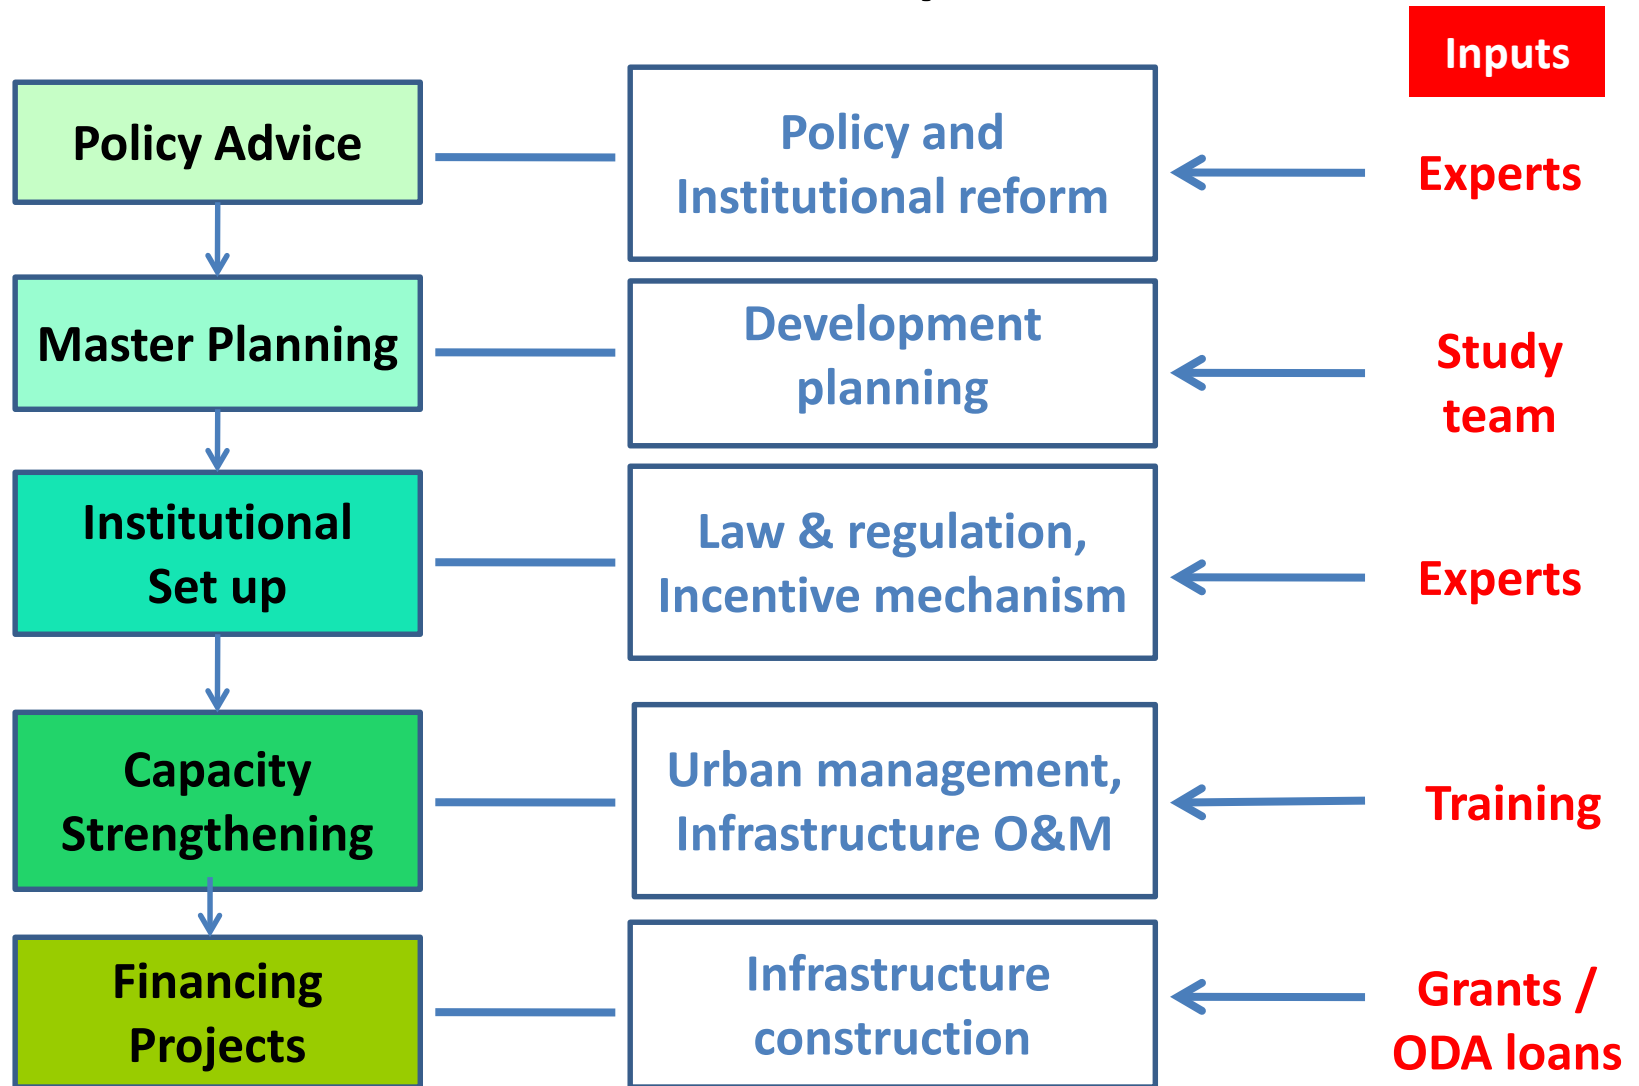 Inputs
Policy Advice
Policy and
Institutional reform
Experts
Master Planning
Development
planning
Study
team
Institutional
Set up
Law & regulation,
Incentive mechanism
Experts
Capacity
Strengthening
Urban management,
Infrastructure O&M
Training
Financing
Projects
Infrastructure
construction
Grants /
ODA loans